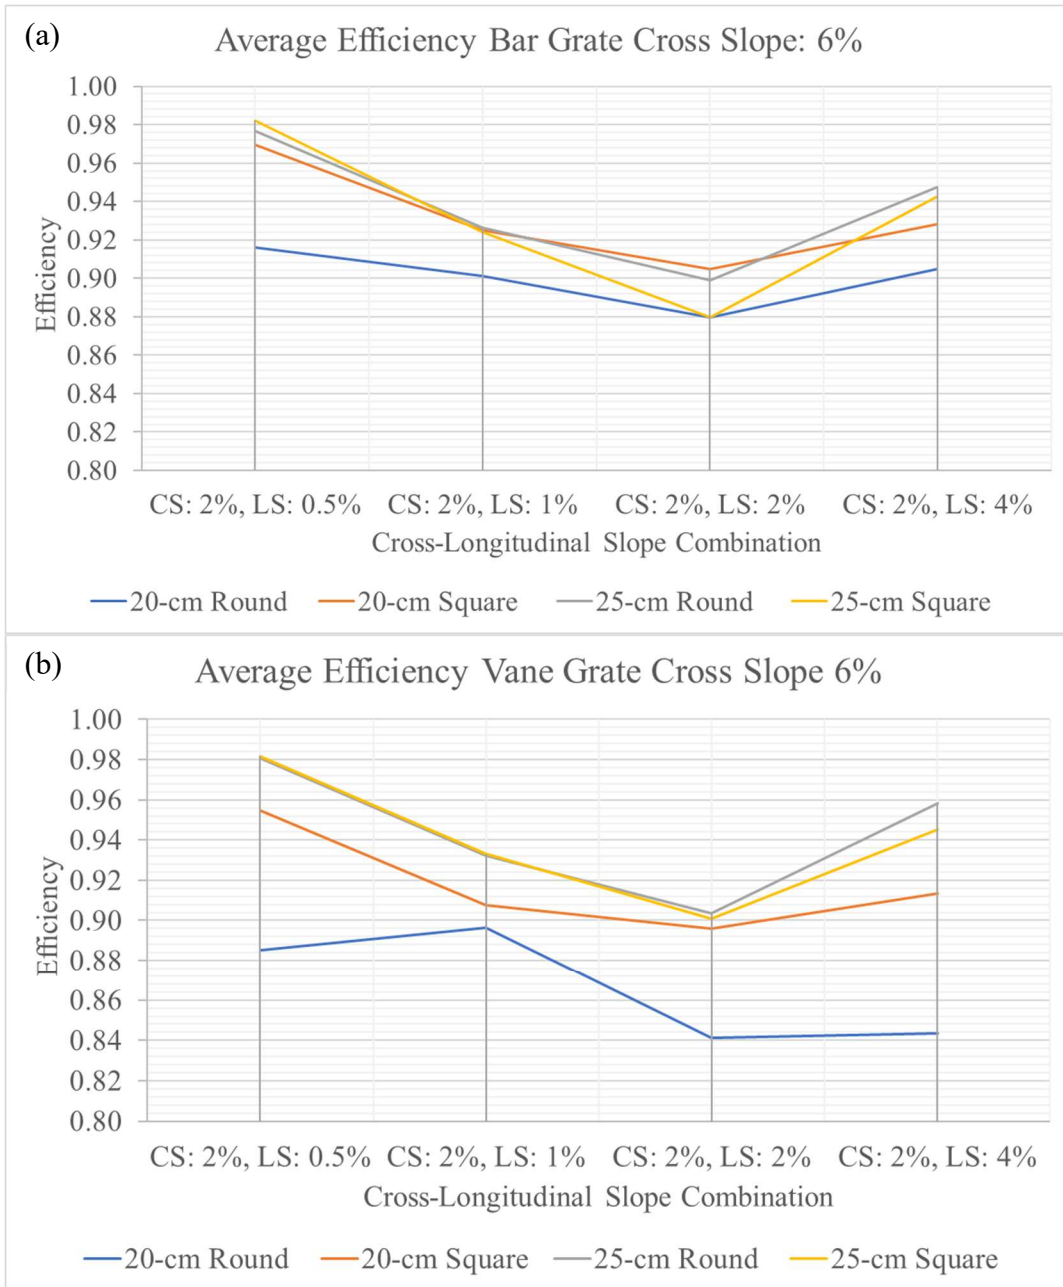 (a)
Average Efficiency Bar Grate Cross Slope: 6%
1.00
0.98
0.96
0.94
0.92
0.90
0.88
0.86
0.84
0.82
0.80
Efficiency
CS: 2%, LS: 0.5% CS: 2%, LS: 1% CS: 2%, LS: 2% CS: 2%, LS: 4%
Cross-Longitudinal Slope Combination
20-cm Round 20-cm Square 25-cm Round 25-cm Square
(b)
Average Efficiency Vane Grate Cross Slope 6%
1.00
0.98
0.96
0.94
0.92
0.90
0.88
0.86
0.84
0.82
0.80
Efficiency
CS: 2%, LS: 0.5% CS: 2%, LS: 1% CS: 2%, LS: 2% CS: 2%, LS: 4%
Cross-Longitudinal Slope Combination
20-cm Round 20-cm Square 25-cm Round 25-cm Square